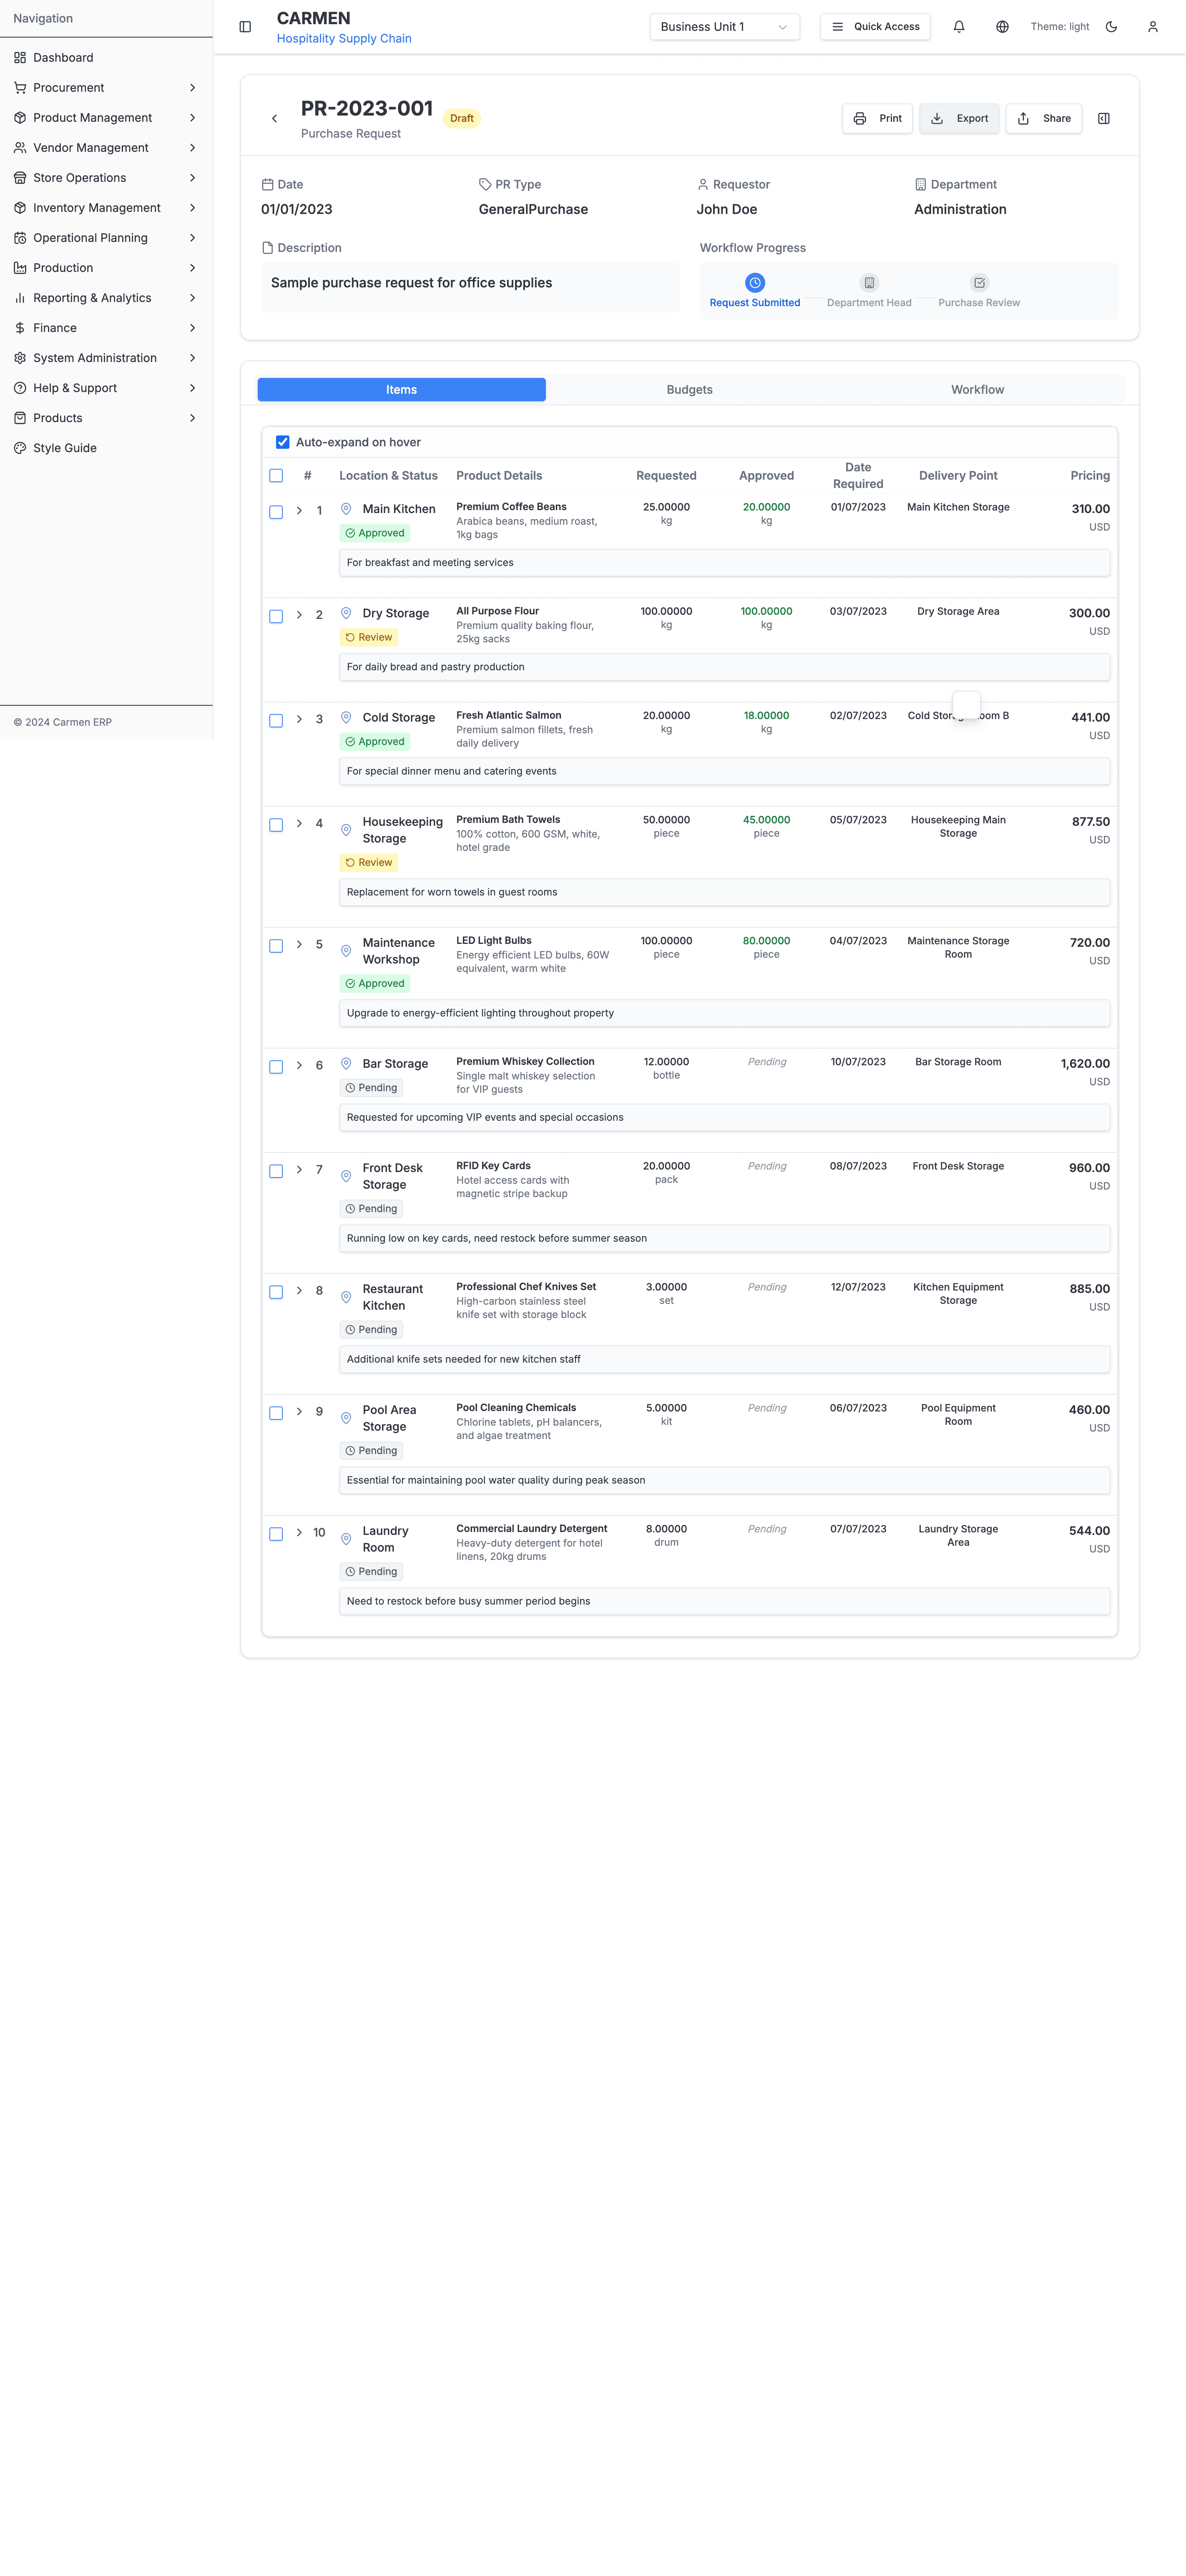 Navigation
Dashboard
Procurement
Product Management
Vendor Management
Store Operations
Inventory Management
Operational Planning
Production
Reporting & Analytics
Finance
System Administration
Help & Support
Products
Style Guide
© 2024 Carmen ERP
CARMEN
Hospitality Supply Chain
Business Unit 1
Quick Access
Theme: light
PR-2023-001
Draft
Purchase Request
Print
Export
Share
Date
PR Type
Requestor
Department
01/01/2023
GeneralPurchase
John Doe
Administration
Description
Workflow Progress
Sample purchase request for office supplies
Request Submitted
Department Head
Purchase Review
Items
Budgets
Workflow
Auto-expand on hover
# Location & Status Product Details Requested Approved Date Required Delivery Point Pricing
1 Main Kitchen Premium Coffee Beans 25.00000 20.00000 01/07/2023 Main Kitchen Storage 310.00
Approved Arabica beans, medium roast, kg kg USD
1kg bags
For breakfast and meeting services
2 Dry Storage All Purpose Flour 100.00000 100.00000 03/07/2023 Dry Storage Area 300.00
Review Premium quality baking flour, kg kg USD
25kg sacks
For daily bread and pastry production
3 Cold Storage Fresh Atlantic Salmon 20.00000 18.00000 02/07/2023 Cold B 441.00
Approved Premium salmon fillets, fresh kg kg USD
daily delivery
For special dinner menu and catering events
4 Housekeeping Premium Bath Towels 50.00000 45.00000 05/07/2023 Housekeeping Main 877.50
Storage 100% cotton, 600 GSM, white, piece piece Storage USD
Review hotel grade
Replacement for worn towels in guest rooms
5 Maintenance LED Light Bulbs 100.00000 80.00000 04/07/2023 Maintenance Storage 720.00
Workshop Energy efficient LED bulbs, 60W piece piece Room USD
Approved equivalent, warm white
Upgrade to energy-efficient lighting throughout property
6 Bar Storage Premium Whiskey Collection 12.00000 Pending 10/07/2023 Bar Storage Room 1,620.00
Pending Single malt whiskey selection bottle USD
for VIP guests
Requested for upcoming VIP events and special occasions
7 Front Desk RFID Key Cards 20.00000 Pending 08/07/2023 Front Desk Storage 960.00
Storage Hotel access cards with pack USD
Pending magnetic stripe backup
Running low on key cards, need restock before summer season
8 Restaurant Professional Chef Knives Set 3.00000 Pending 12/07/2023 Kitchen Equipment 885.00
Kitchen High-carbon stainless steel set Storage USD
Pending knife set with storage block
Additional knife sets needed for new kitchen staff
9 Pool Area Pool Cleaning Chemicals 5.00000 Pending 06/07/2023 Pool Equipment 460.00
Storage Chlorine tablets, pH balancers, kit Room USD
Pending and algae treatment
Essential for maintaining pool water quality during peak season
10 Laundry Commercial Laundry Detergent 8.00000 Pending 07/07/2023 Laundry Storage 544.00
Room Heavy-duty detergent for hotel drum Area USD
Pending linens, 20kg drums
Need to restock before busy summer period begins